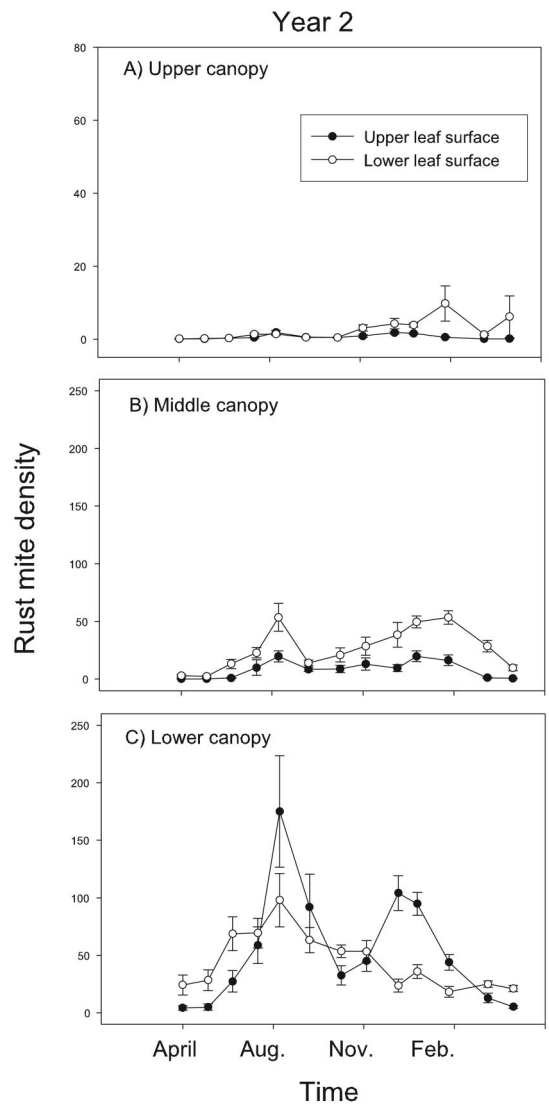 Year 2
80
A) Upper canopy
60
Upper leaf surface
Lower leaf surface
40
20
0
250
B) Middle canopy
200
150
100
50
0
Rust mite density
250
C) Lower canopy
200
150
100
50
0
April Aug. Nov. Feb.
Time